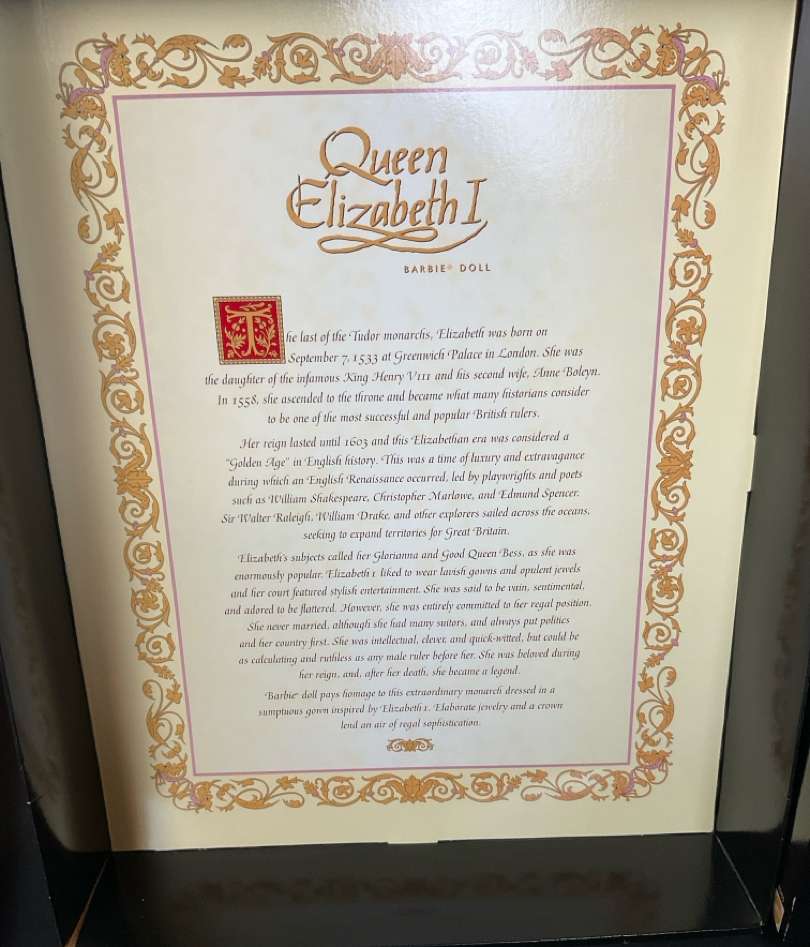 Queen
Elizabeth I
BARBIE® DOLL
The last of the Tudor monarchs, Elizabeth was born on
September 7, 1533 at Greenwich Palace in London. She was
the daughter of the infamous King Henry VIII and his second wife, Anne Boleyn.
In 1558, she ascended to the throne and became what many historians consider
to be one of the most successful and popular British rulers.
Her reign lasted until 1603 and this Elizabethan era was considered a
"Golden Age" in English history. This was a time of luxury and extravagance
during which an English Renaissance occurred, led by playwrights and poets
such as William Shakespeare, Christopher Marlowe, and Edmund Spencer.
Sir Walter Raleigh, William Drake, and other explorers sailed across the oceans,
seeking to expand territories for Great Britain.
Elizabeth's subjects called her Glorianna and Good Queen Bess, as she was
enormously popular. Elizabeth I liked to wear lavish gowns and opulent jewels
and her court featured stylish entertainment. She was said to be vain, sentimental,
and adored to be flattered. However, she was entirely committed to her regal position.
She never married, although she had many suitors, and always put politics
and her country first. She was intellectual, clever, and quick-witted, but could be
as calculating and ruthless as any male ruler before her. She was beloved during
her reign, and, after her death, she became a legend.
Barbie® doll pays homage to this extraordinary monarch dressed in a
sumptuous gown inspired by Elizabeth I. Elaborate jewelry and a crown
lend an air of regal sophistication.